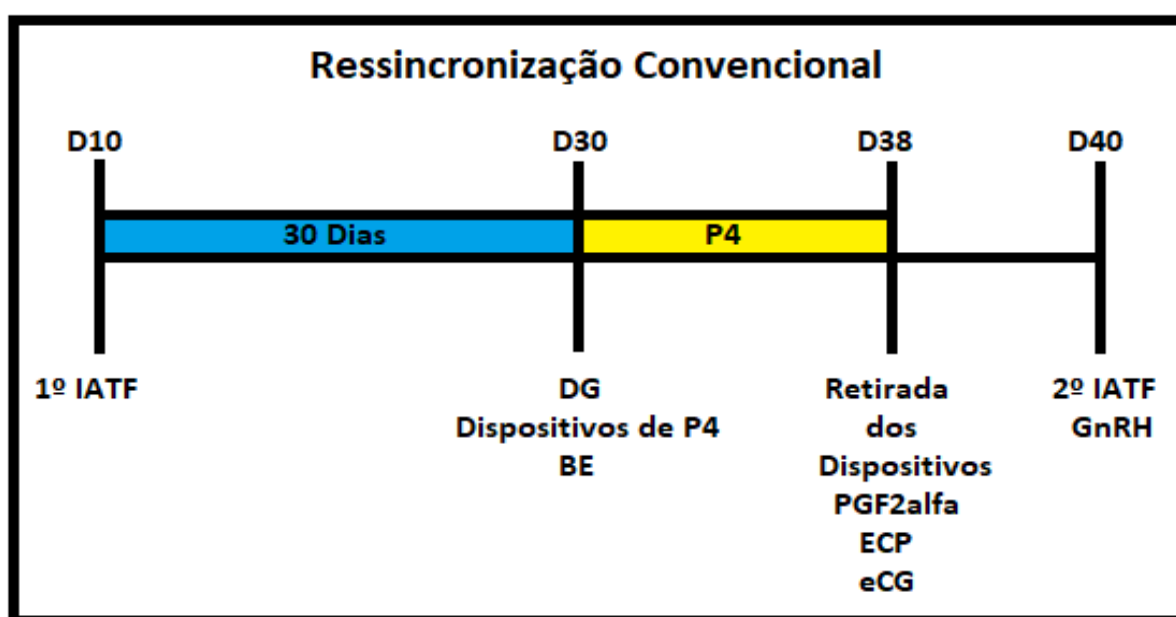 Ressincronização Convencional
D10
D30
D38
D40
30 Dias
P4
1º IATF
DG
Dispositivos de P4
BE
Retirada
dos
Dispositivos
PGF2alfa
ECP
eCG
2º IATF
GnRH